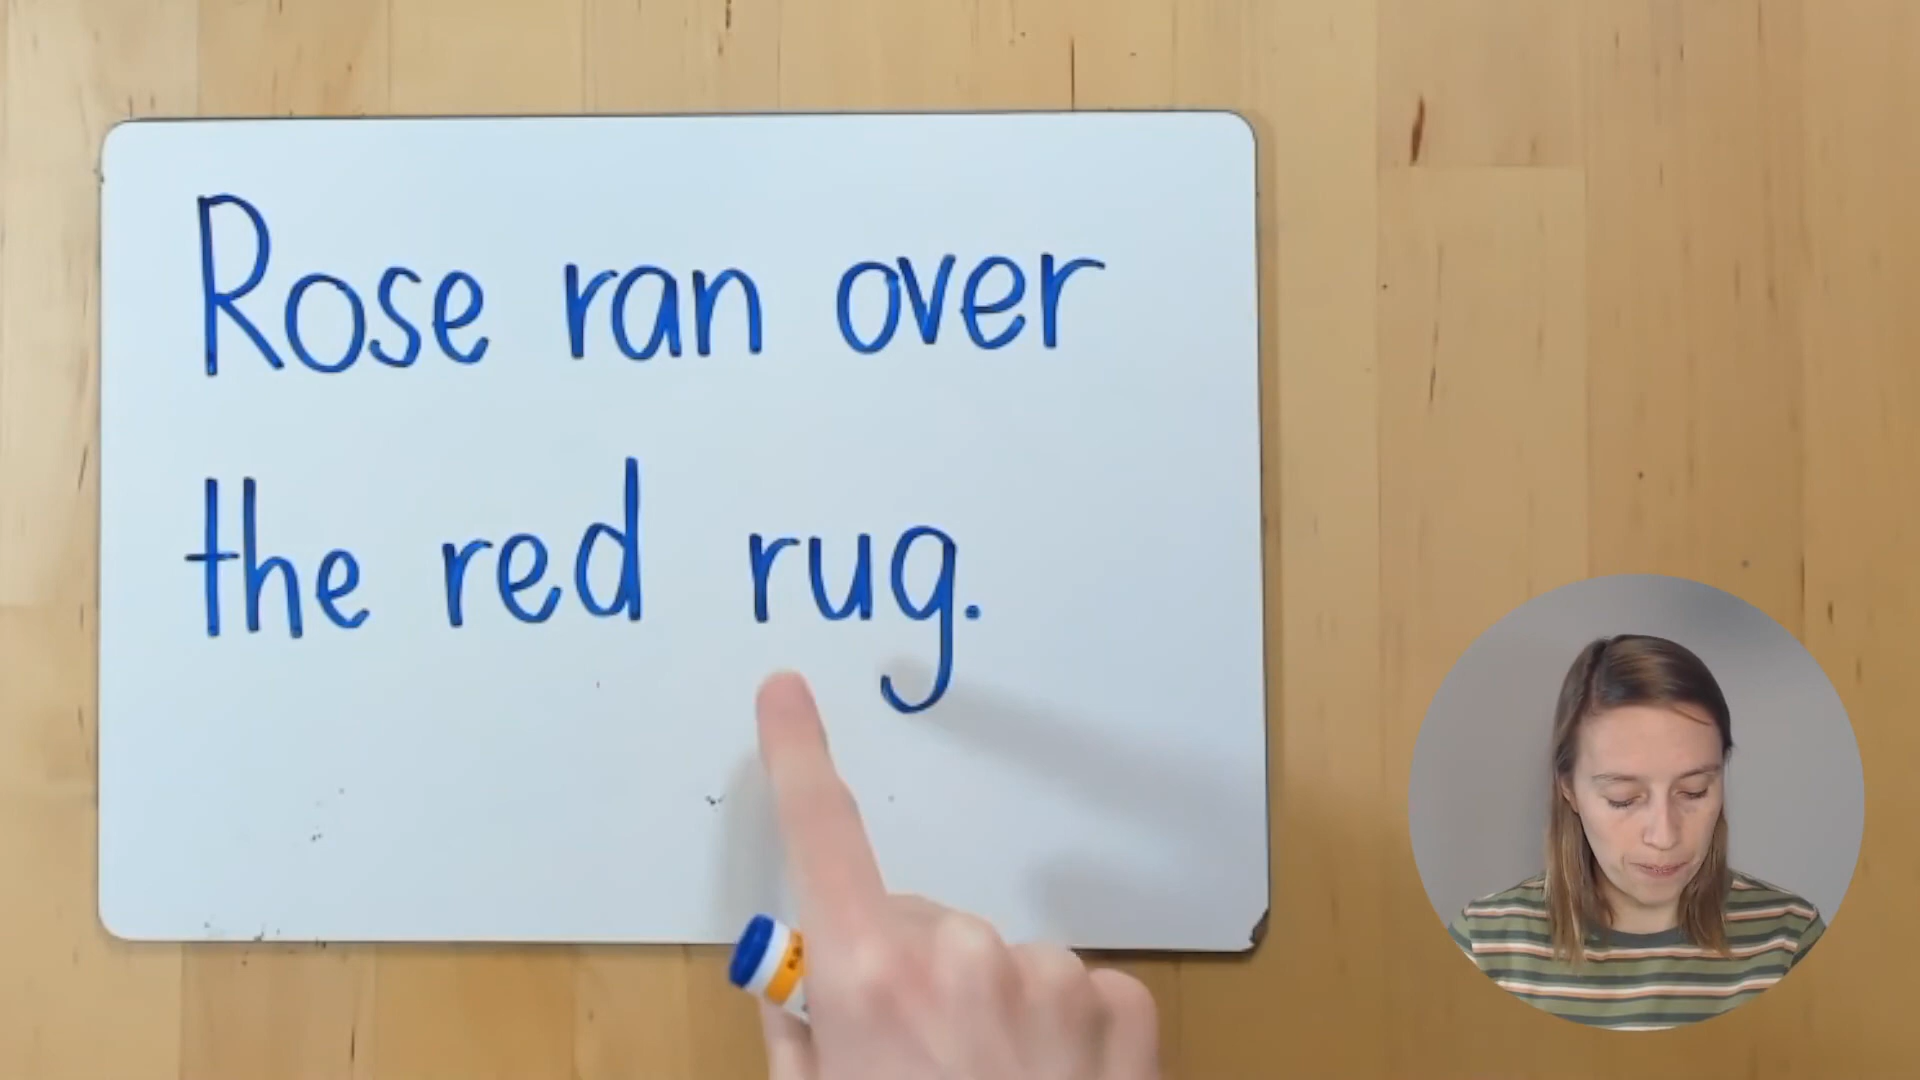 Rose ran over
the red rug.